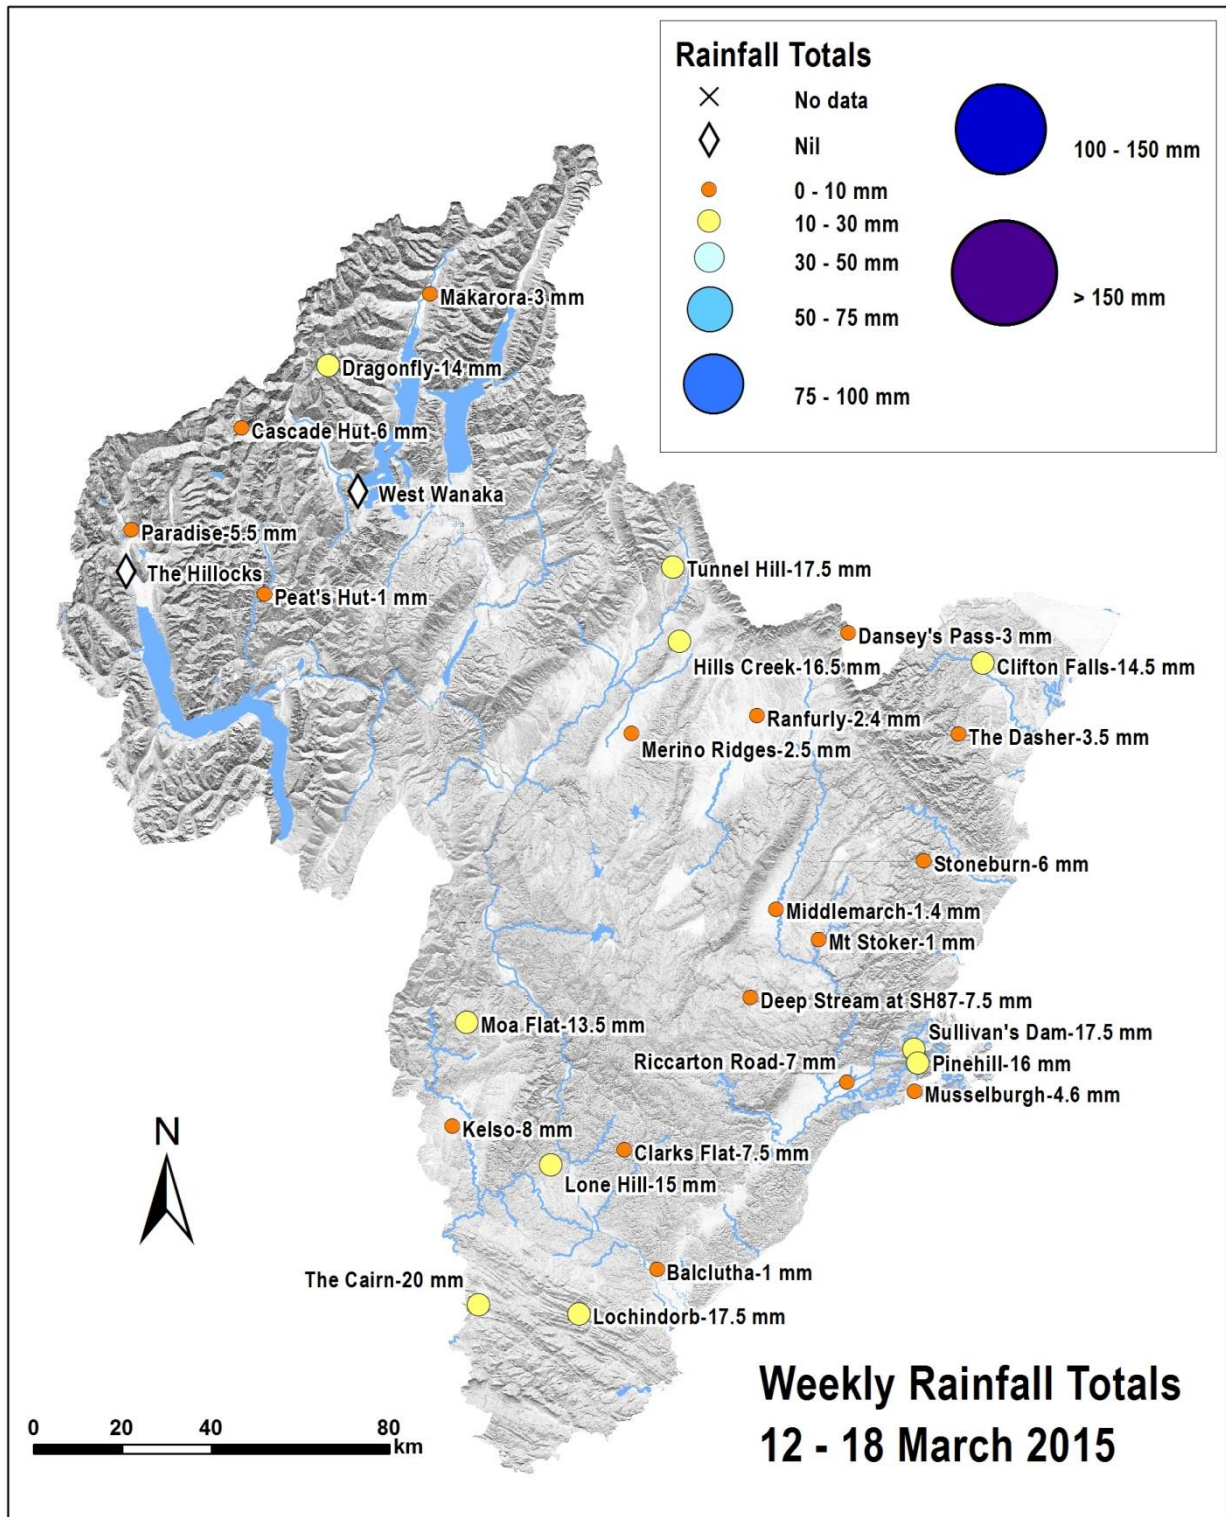 Rainfall Totals
No data
Nil
0 - 10 mm
10 - 30 mm
30 - 50 mm
50 - 75 mm
75 - 100 mm
100 - 150 mm
> 150 mm
Makarora-3 mm
Dragonfly-14 mm
Cascade Hut-6 mm
West Wanaka
Paradise-5.5 mm
The Hillocks
Peat's Hut-1 mm
Tunnel Hill-17.5 mm
Dansey's Pass-3 mm
Hills Creek-16.5 mm
Clifton Falls-14.5 mm
Ranfurly-2.4 mm
The Dasher-3.5 mm
Merino Ridges-2.5 mm
Stoneburn-6 mm
Middlemarch-1.4 mm
Mt Stoker-1 mm
Deep Stream at SH87-7.5 mm
Moa Flat-13.5 mm
Sullivan's Dam-17.5 mm
Riccarton Road-7 mm
Pinehill-16 mm
Musselburgh-4.6 mm
Kelso-8 mm
Clarks Flat-7.5 mm
Lone Hill-15 mm
Balclutha-1 mm
The Cairn-20 mm
Lochindorb-17.5 mm
N
0 20 40 80
km
Weekly Rainfall Totals
12 - 18 March 2015